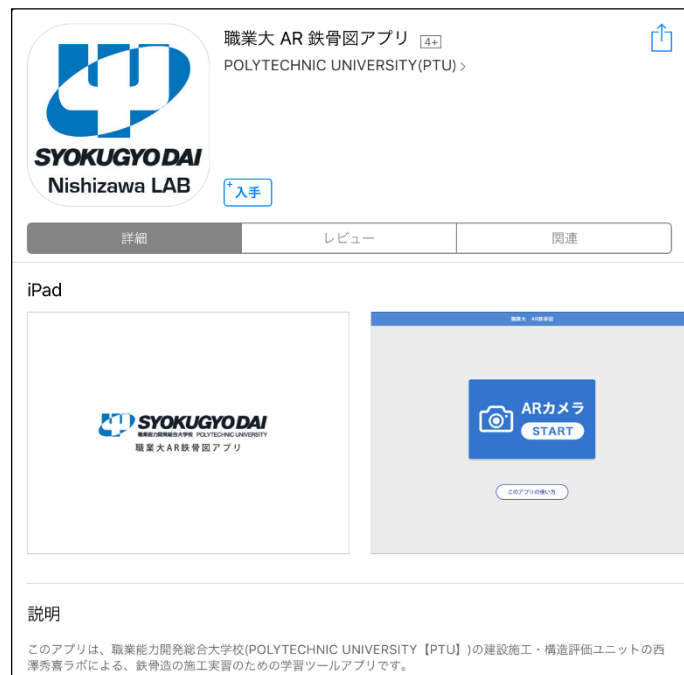 職業大 AR 鉄骨図アプリ 4+
POLYTECHNIC UNIVERSITY(PTU) >
SYOKUGYO DAI
Nishizawa LAB
+入手
詳細 レビュー 関連
iPad
SYOKUGYO DAI
職業能力開発総合大学校 POLYTECHNIC UNIVERSITY
職業大AR鉄骨図アプリ
職業大 AR鉄骨図
ARカメラ
START
このアプリの使い方
説明
このアプリは、職業能力開発総合大学校(POLYTECHNIC UNIVERSITY【PTU】)の建設施工・構造評価ユニットの西
澤秀喜ラボによる、鉄骨造の施工実習のための学習ツールアプリです。